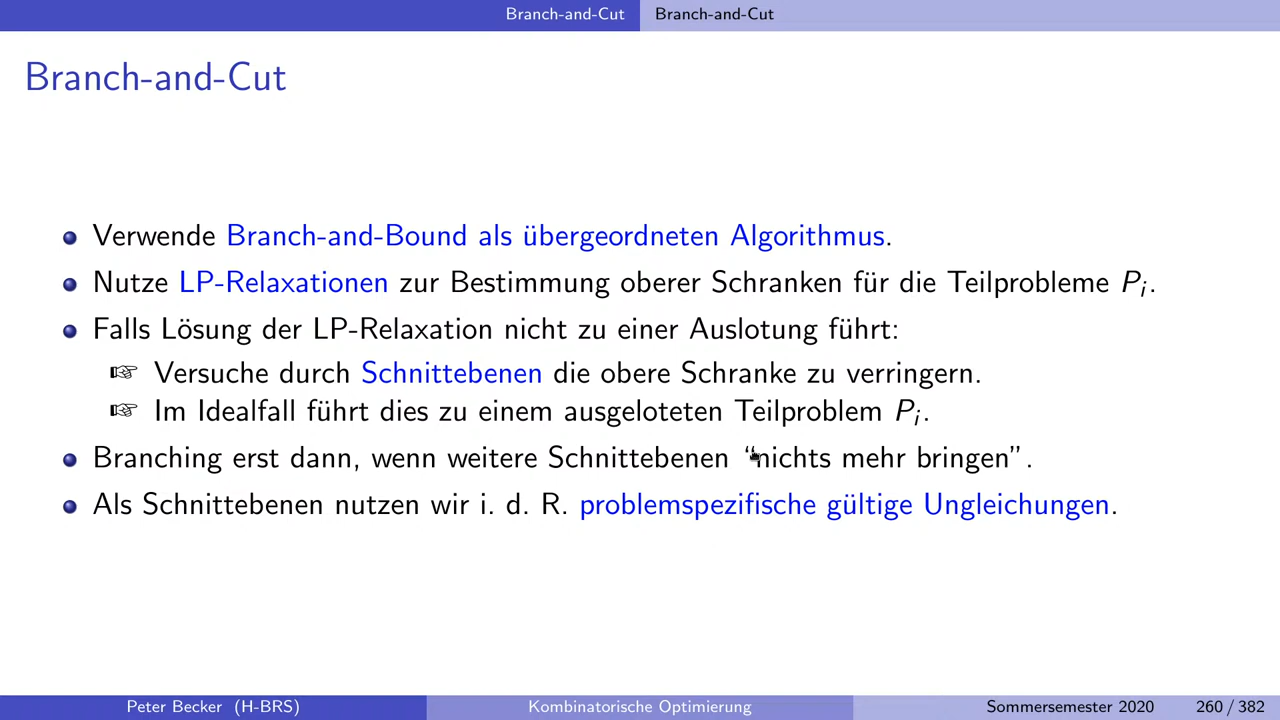 Branch-and-Cut Branch-and-Cut
Branch-and-Cut
Verwende Branch-and-Bound als übergeordneten Algorithmus.
Nutze LP-Relaxationen zur Bestimmung oberer Schranken für die Teilprobleme Pi.
Falls Lösung der LP-Relaxation nicht zu einer Auslotung führt:
Versuche durch Schnittebenen die obere Schranke zu verringern.
Im Idealfall führt dies zu einem ausgeloteten Teilproblem Pi.
Branching erst dann, wenn weitere Schnittebenen “nichts mehr bringen”.
Als Schnittebenen nutzen wir i. d. R. problemspezifische gültige Ungleichungen.
Peter Becker (H-BRS) Kombinatorische Optimierung Sommersemester 2020 260 / 382